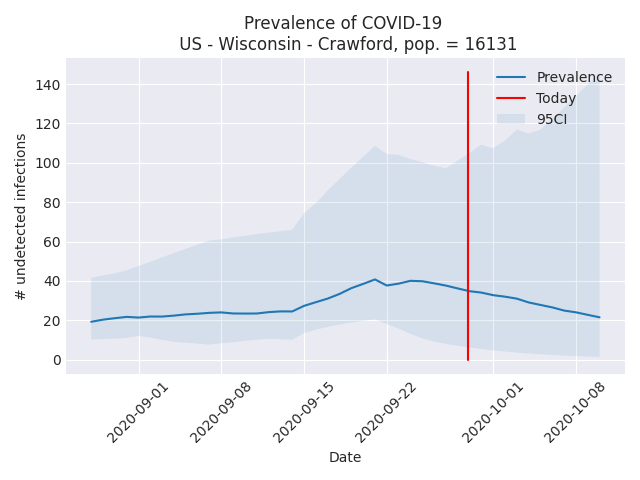 Prevalence of COVID-19
US - Wisconsin - Crawford, pop. = 16131
Prevalence
Today
95CI
140
120
100
80
60
40
20
0
# undetected infections
2020-09-01
2020-09-08
2020-09-15
2020-09-22
2020-10-01
2020-10-08
Date